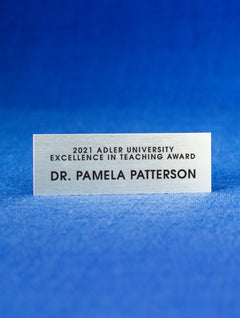 2021 ADLER UNIVERSITY
EXCELLENCE IN TEACHING AWARD
DR. PAMELA PATTERSON